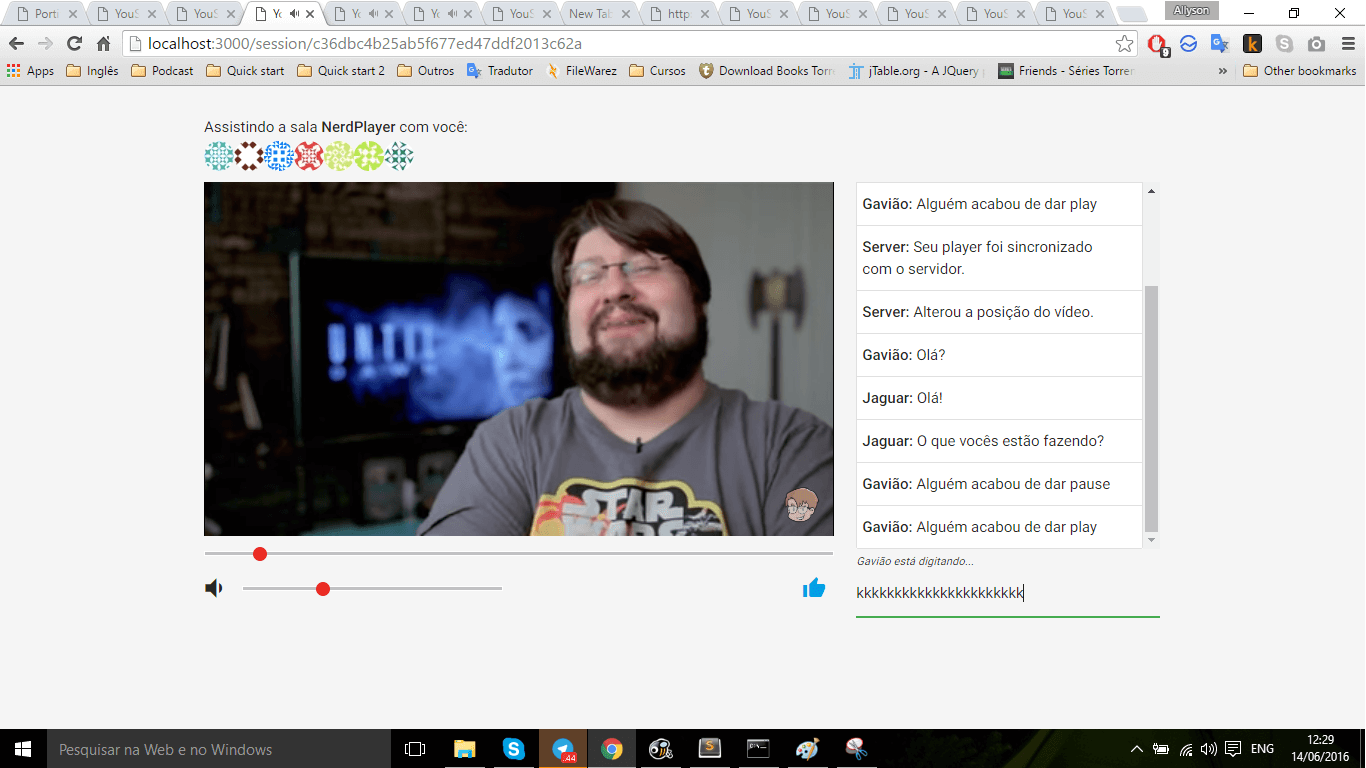 Porti
YouS
YouS
Yo
Yo
Yo
YouS
New Tab
http:
YouS
YouS
YouS
YouS
YouS
Allyson
localhost:3000/session/c36dbc4b25ab5f677ed47ddf2013c62a
9
Apps
Inglês
Podcast
Quick start
Quick start 2
Outros
Tradutor
FileWarez
Cursos
Download Books Torre
jTable.org - A JQuery p
Friends - Séries Torren
»
Other bookmarks
Assistindo a sala NerdPlayer com você:
STAR
WARS
Gavião: Alguém acabou de dar play
Server: Seu player foi sincronizado
com o servidor.
Server: Alterou a posição do vídeo.
Gavião: Olá?
Jaguar: Olá!
Jaguar: O que vocês estão fazendo?
Gavião: Alguém acabou de dar pause
Gavião: Alguém acabou de dar play
Gavião está digitando...
kkkkkkkkkkkkkkkkkkkkkk
Pesquisar na Web e no Windows
.44
ENG
12:29
14/06/2016